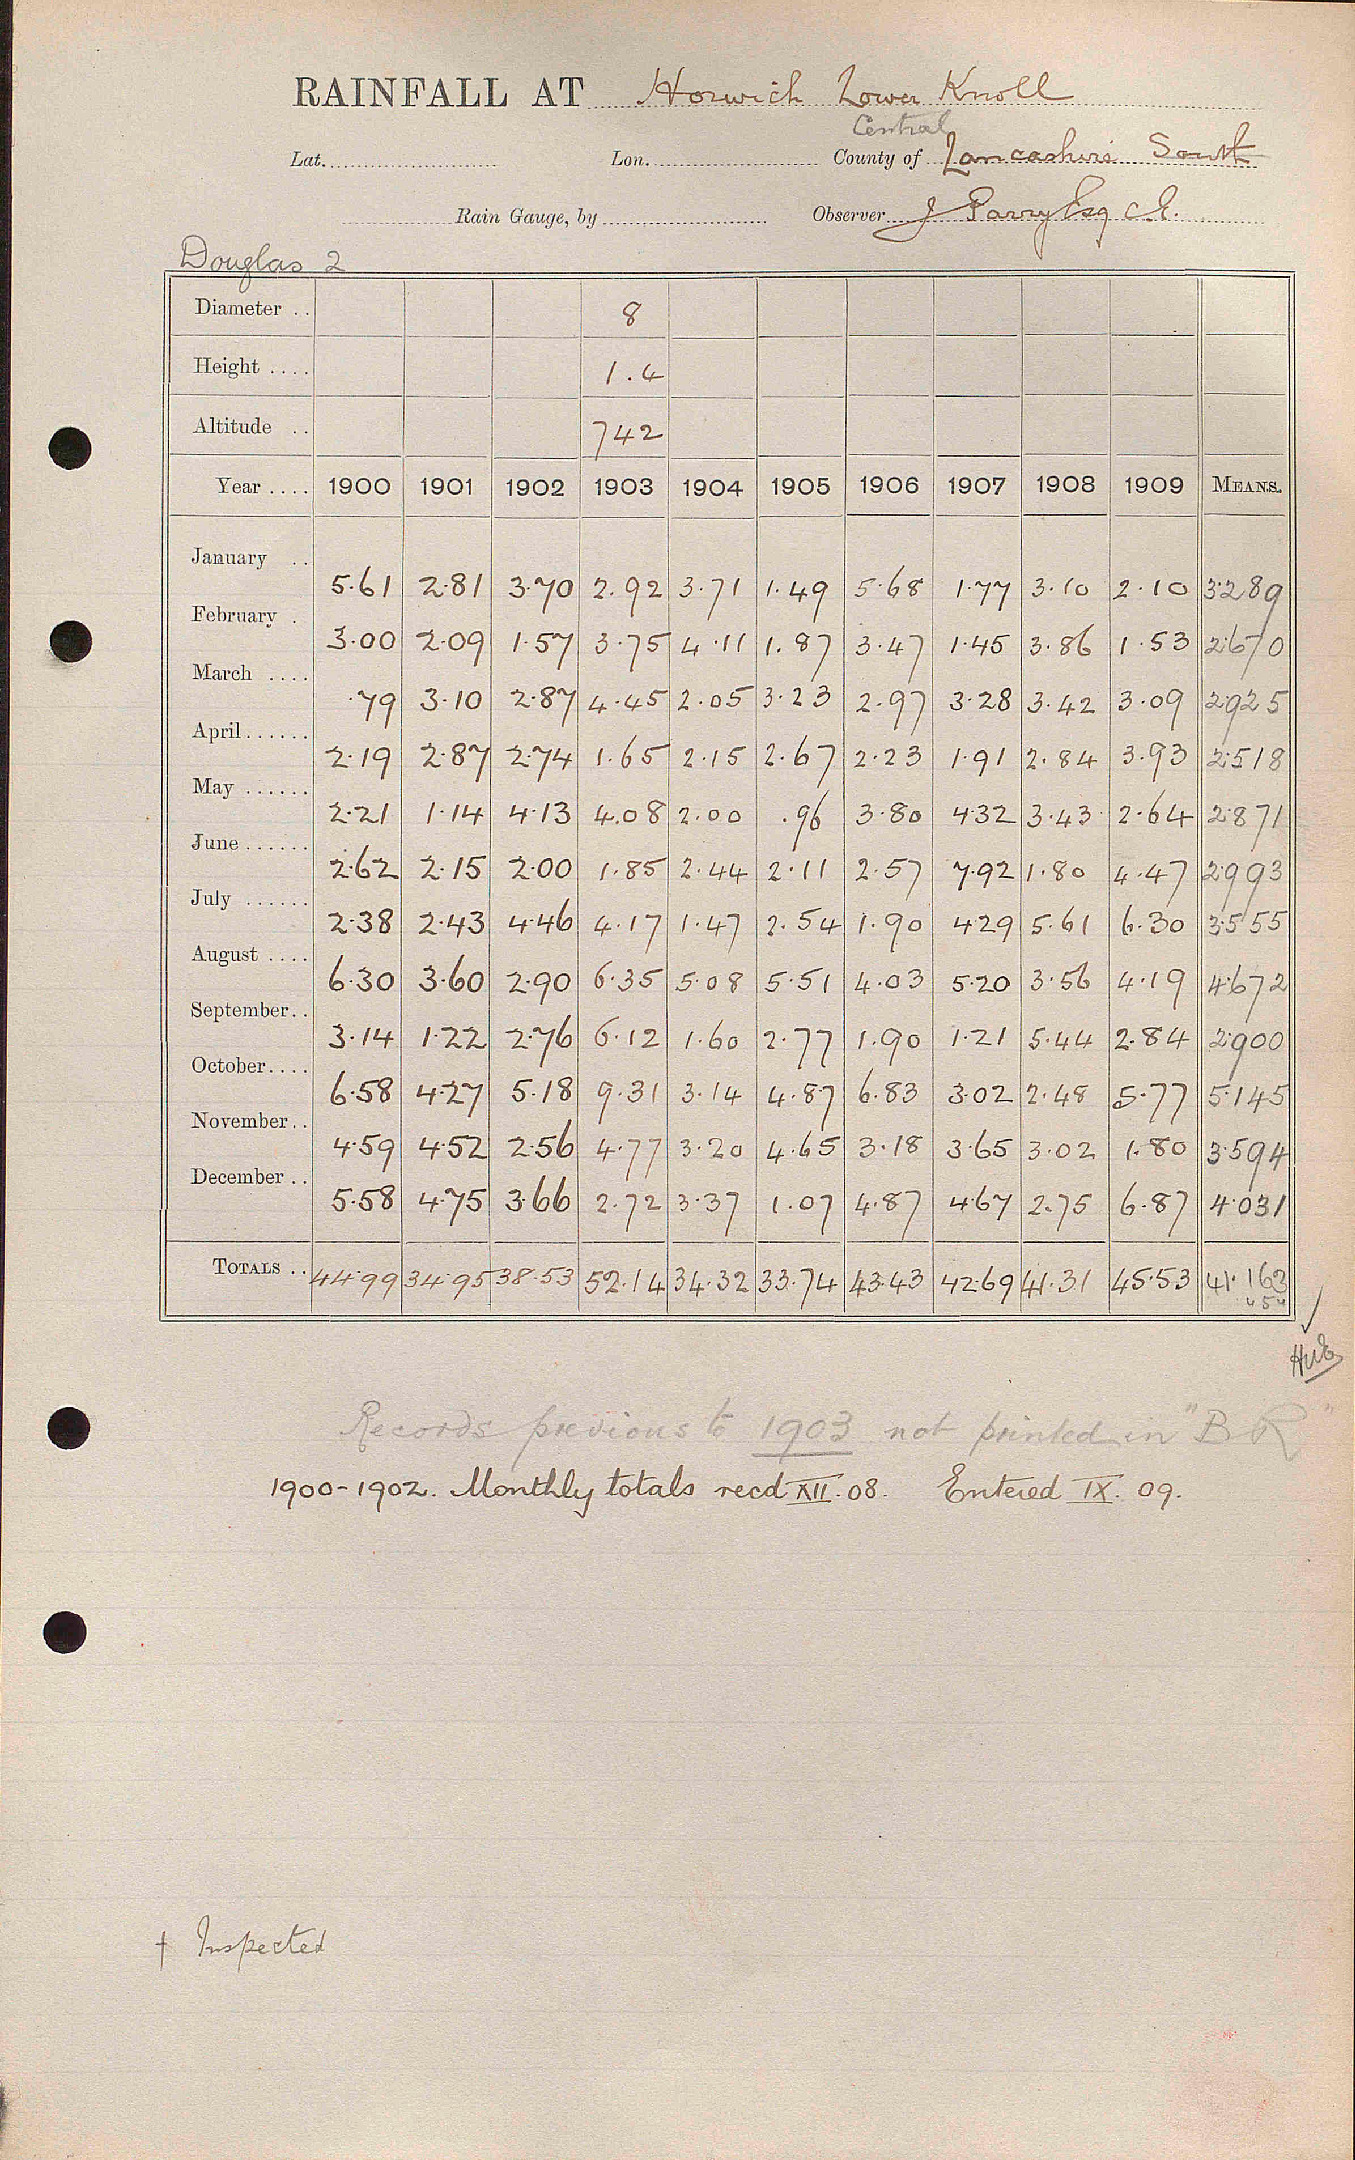 RAINFALL AT Horwich Lower Knoll
Central
Lat. Lon. County of Lancashire South
Rain Gauge, by Observer J Parry Esq C.E.
Douglas 2
Diameter .. 8
Height .... 1.4
Altitude .. 742
Year .... 1900 1901 1902 1903 1904 1905 1906 1907 1908 1909 MEANS.
January .. 5.61 2.81 3.70 2.92 3.71 1.49 5.68 1.77 3.10 2.10 3.289
February . 3.00 2.09 1.57 3.75 4.11 1.87 3.47 1.45 3.86 1.53 2.670
March .... .79 3.10 2.87 4.45 2.05 3.23 2.97 3.28 3.42 3.09 2.925
April ...... 2.19 2.87 2.74 1.65 2.15 2.67 2.23 1.91 2.84 3.93 2.518
May ...... 2.21 1.14 4.13 4.08 2.00 .96 3.80 4.32 3.43 2.64 2.871
June ...... 2.62 2.15 2.00 1.85 2.44 2.11 2.57 7.92 1.80 4.47 2.993
July ...... 2.38 2.43 4.46 4.17 1.47 2.54 1.90 4.29 5.61 6.30 3.555
August .... 6.30 3.60 2.90 6.35 5.08 5.51 4.03 5.20 3.56 4.19 4.672
September .. 3.14 1.22 2.76 6.12 1.60 2.77 1.90 1.21 5.44 2.84 2.900
October .... 6.58 4.27 5.18 9.31 3.14 4.87 6.83 3.02 2.48 5.77 5.145
November .. 4.59 4.52 2.56 4.77 3.20 4.65 3.18 3.65 3.02 1.80 3.594
December .. 5.58 4.75 3.66 2.72 3.37 1.07 4.87 4.67 2.75 6.87 4.031
TOTALS .. 44.99 34.95 38.53 52.14 34.32 33.74 43.43 42.69 41.31 45.53 41.163
Records previous to 1903 not printed in "B R"
1900-1902. Monthly totals recd XII.08. Entered IX. 09.
† Inspected